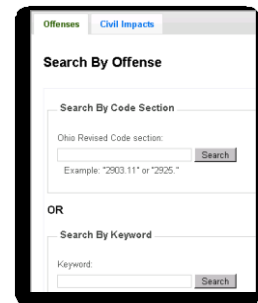 Offenses Civil Impacts
Search By Offense
Search By Code Section
Ohio Revised Code section:
Search
Example: "2903.11" or "2925."
OR
Search By Keyword
Keyword:
Search